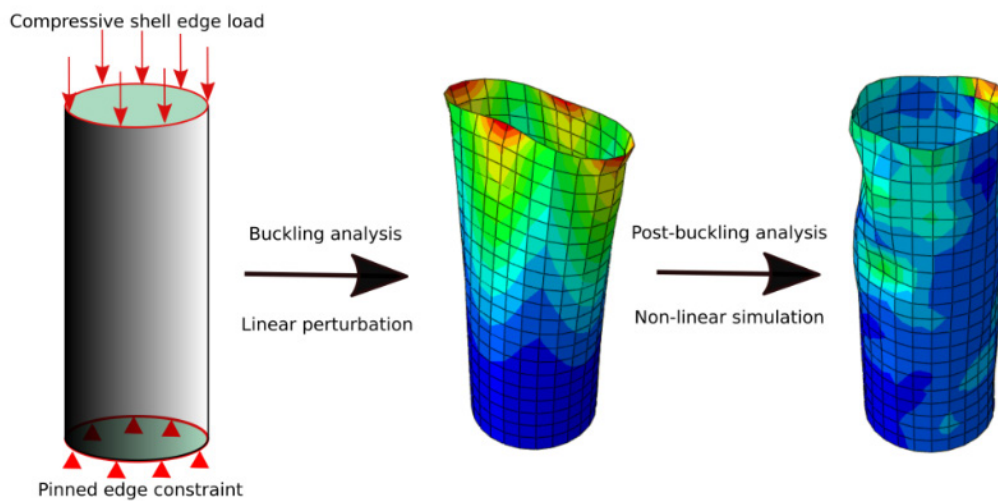 Compressive shell edge load
Buckling analysis
Linear perturbation
Post-buckling analysis
Non-linear simulation
Pinned edge constraint